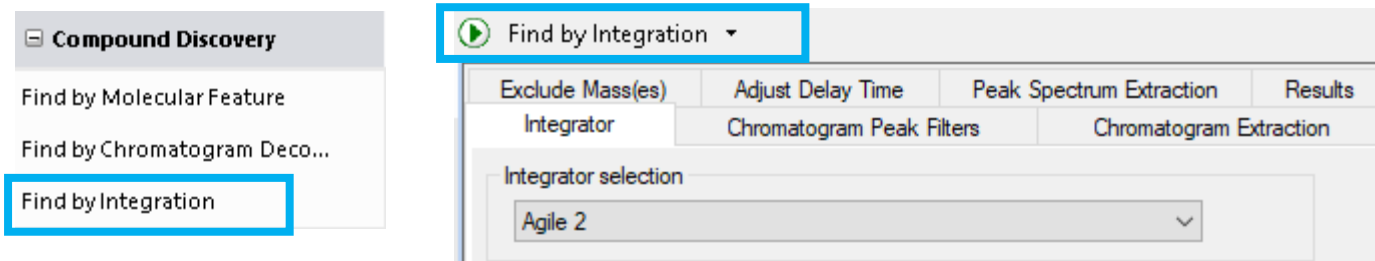 Compound Discovery
Find by Molecular Feature
Find by Chromatogram Deco...
Find by Integration
Find by Integration
Exclude Mass(es) Adjust Delay Time Peak Spectrum Extraction Results
Integrator Chromatogram Peak Filters Chromatogram Extraction
Integrator selection
Agile 2